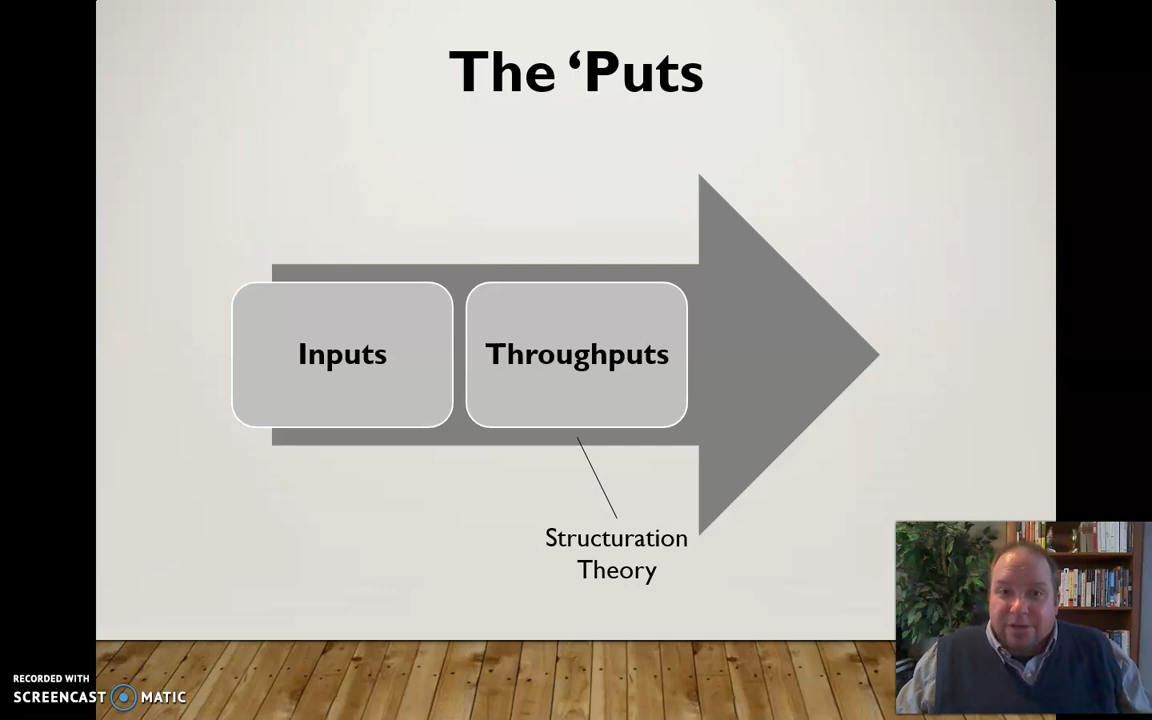 The ‘Puts
Inputs
Throughputs
Structuration
Theory
RECORDED WITH
SCREENCAST MATIC